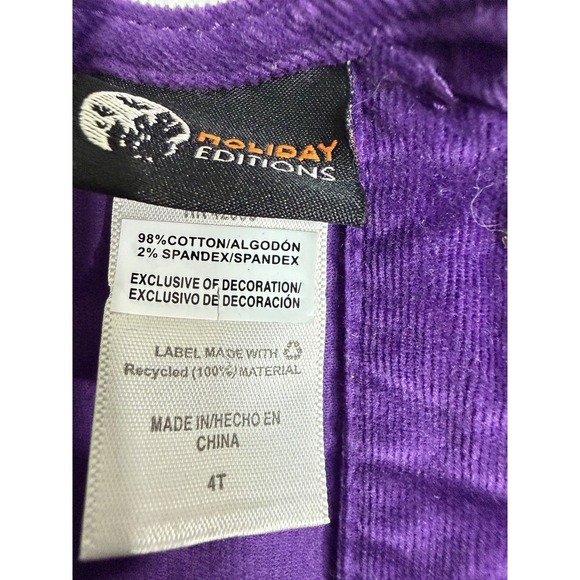 HOLIDAY
EDITIONS
98%COTTON/ALGODÓN
2% SPANDEX/SPANDEX
EXCLUSIVE OF DECORATION/
EXCLUSIVO DE DECORACIÓN
LABEL MADE WITH
Recycled (100%) MATERIAL
MADE IN/HECHO EN
CHINA
4T